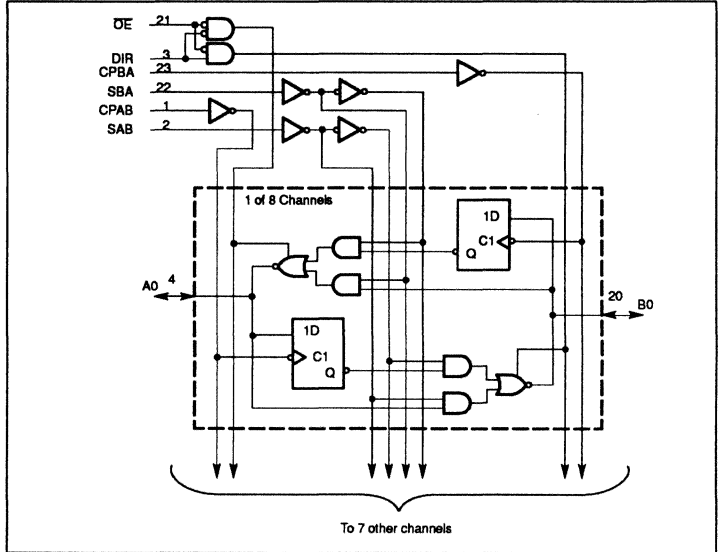 OE 21
DIR 3
CPBA 23
SBA 22
CPAB 1
SAB 2
1 of 8 Channels
1D
C1
Q
A0 4
20 B0
1D
C1
Q
To 7 other channels